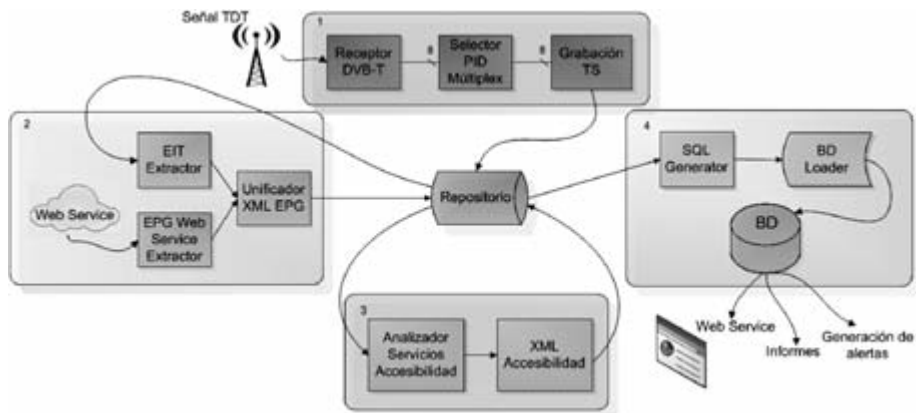 Señal TDT
1
Receptor
DVB-T
8
Selector
PID
Múltiplex
8
Grabación
TS
2
EIT
Extractor
Web Service
EPG Web
Service
Extractor
Unificador
XML EPG
Repositorio
4
SQL
Generator
BD
Loader
BD
Web Service
Informes
Generación de
alertas
3
Analizador
Servicios
Accesibilidad
XML
Accesibilidad